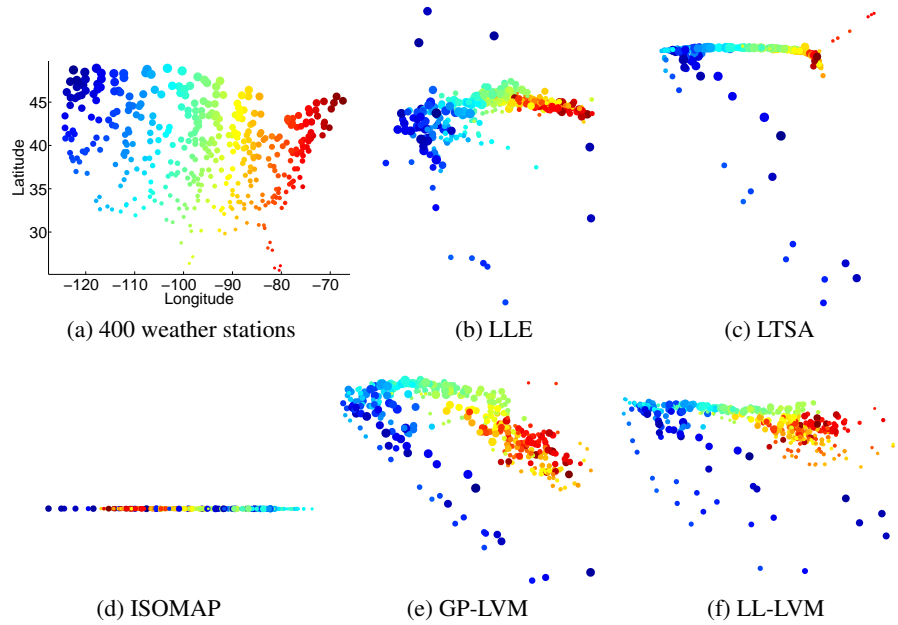 45
40
35
30
Latitude
−120 −110 −100 −90 −80 −70
Longitude
(a) 400 weather stations
(b) LLE
(c) LTSA
(d) ISOMAP
(e) GP-LVM
(f) LL-LVM